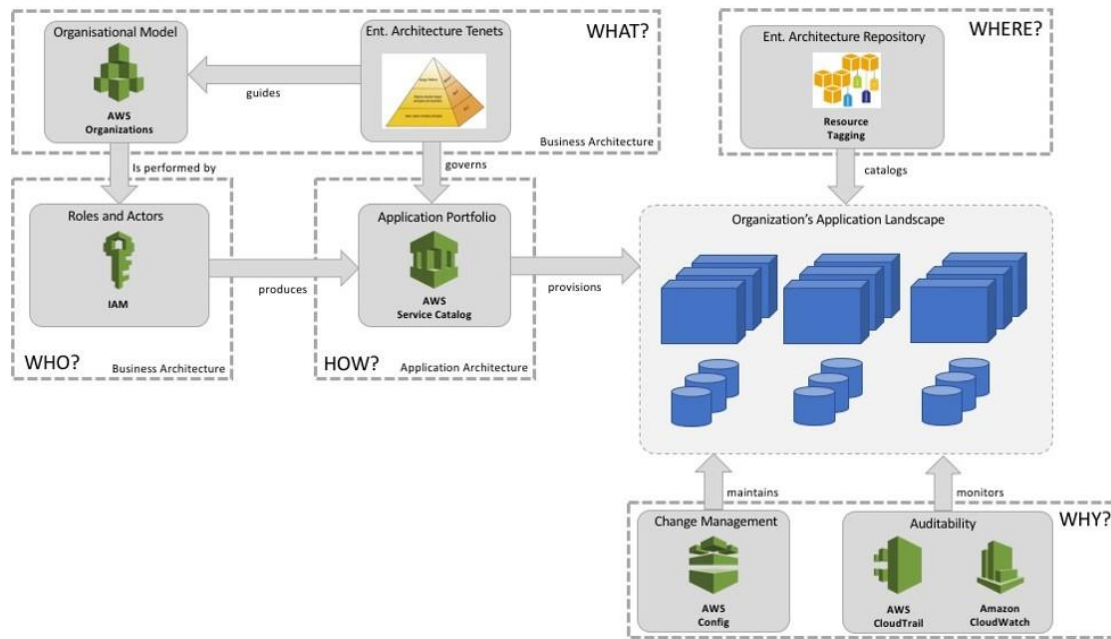 Organisational Model
AWS
Organizations
guides
Ent. Architecture Tenets
WHAT?
Business Architecture
Ent. Architecture Repository
Resource
Tagging
WHERE?
Is performed by
governs
catalogs
Roles and Actors
IAM
WHO?
Business Architecture
produces
Application Portfolio
AWS
Service Catalog
HOW?
Application Architecture
provisions
Organization's Application Landscape
maintains
monitors
Change Management
AWS
Config
Auditability
AWS
CloudTrail
Amazon
CloudWatch
WHY?